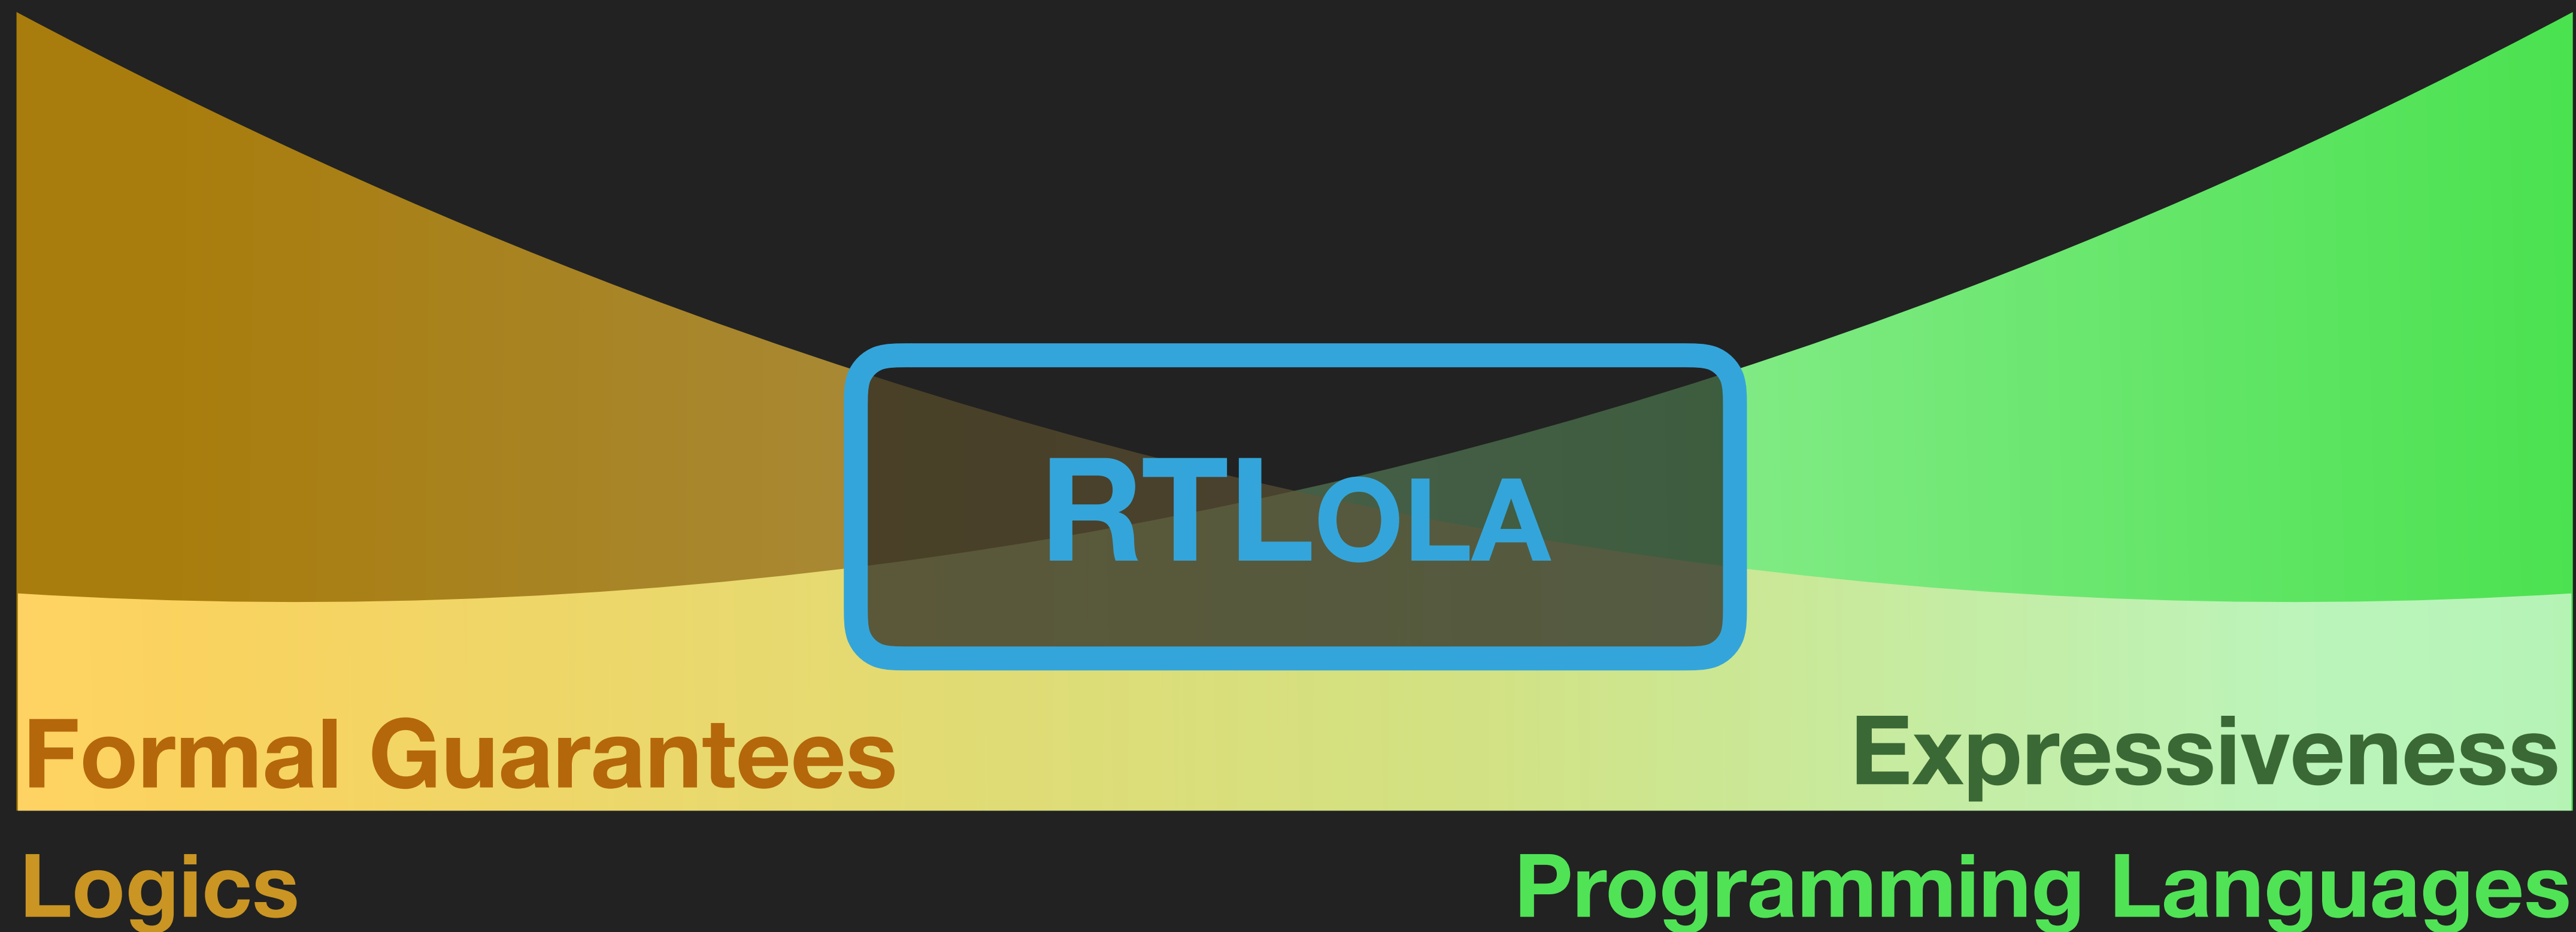 RTLOLA
Formal Guarantees
Expressiveness
Logics
Programming Languages